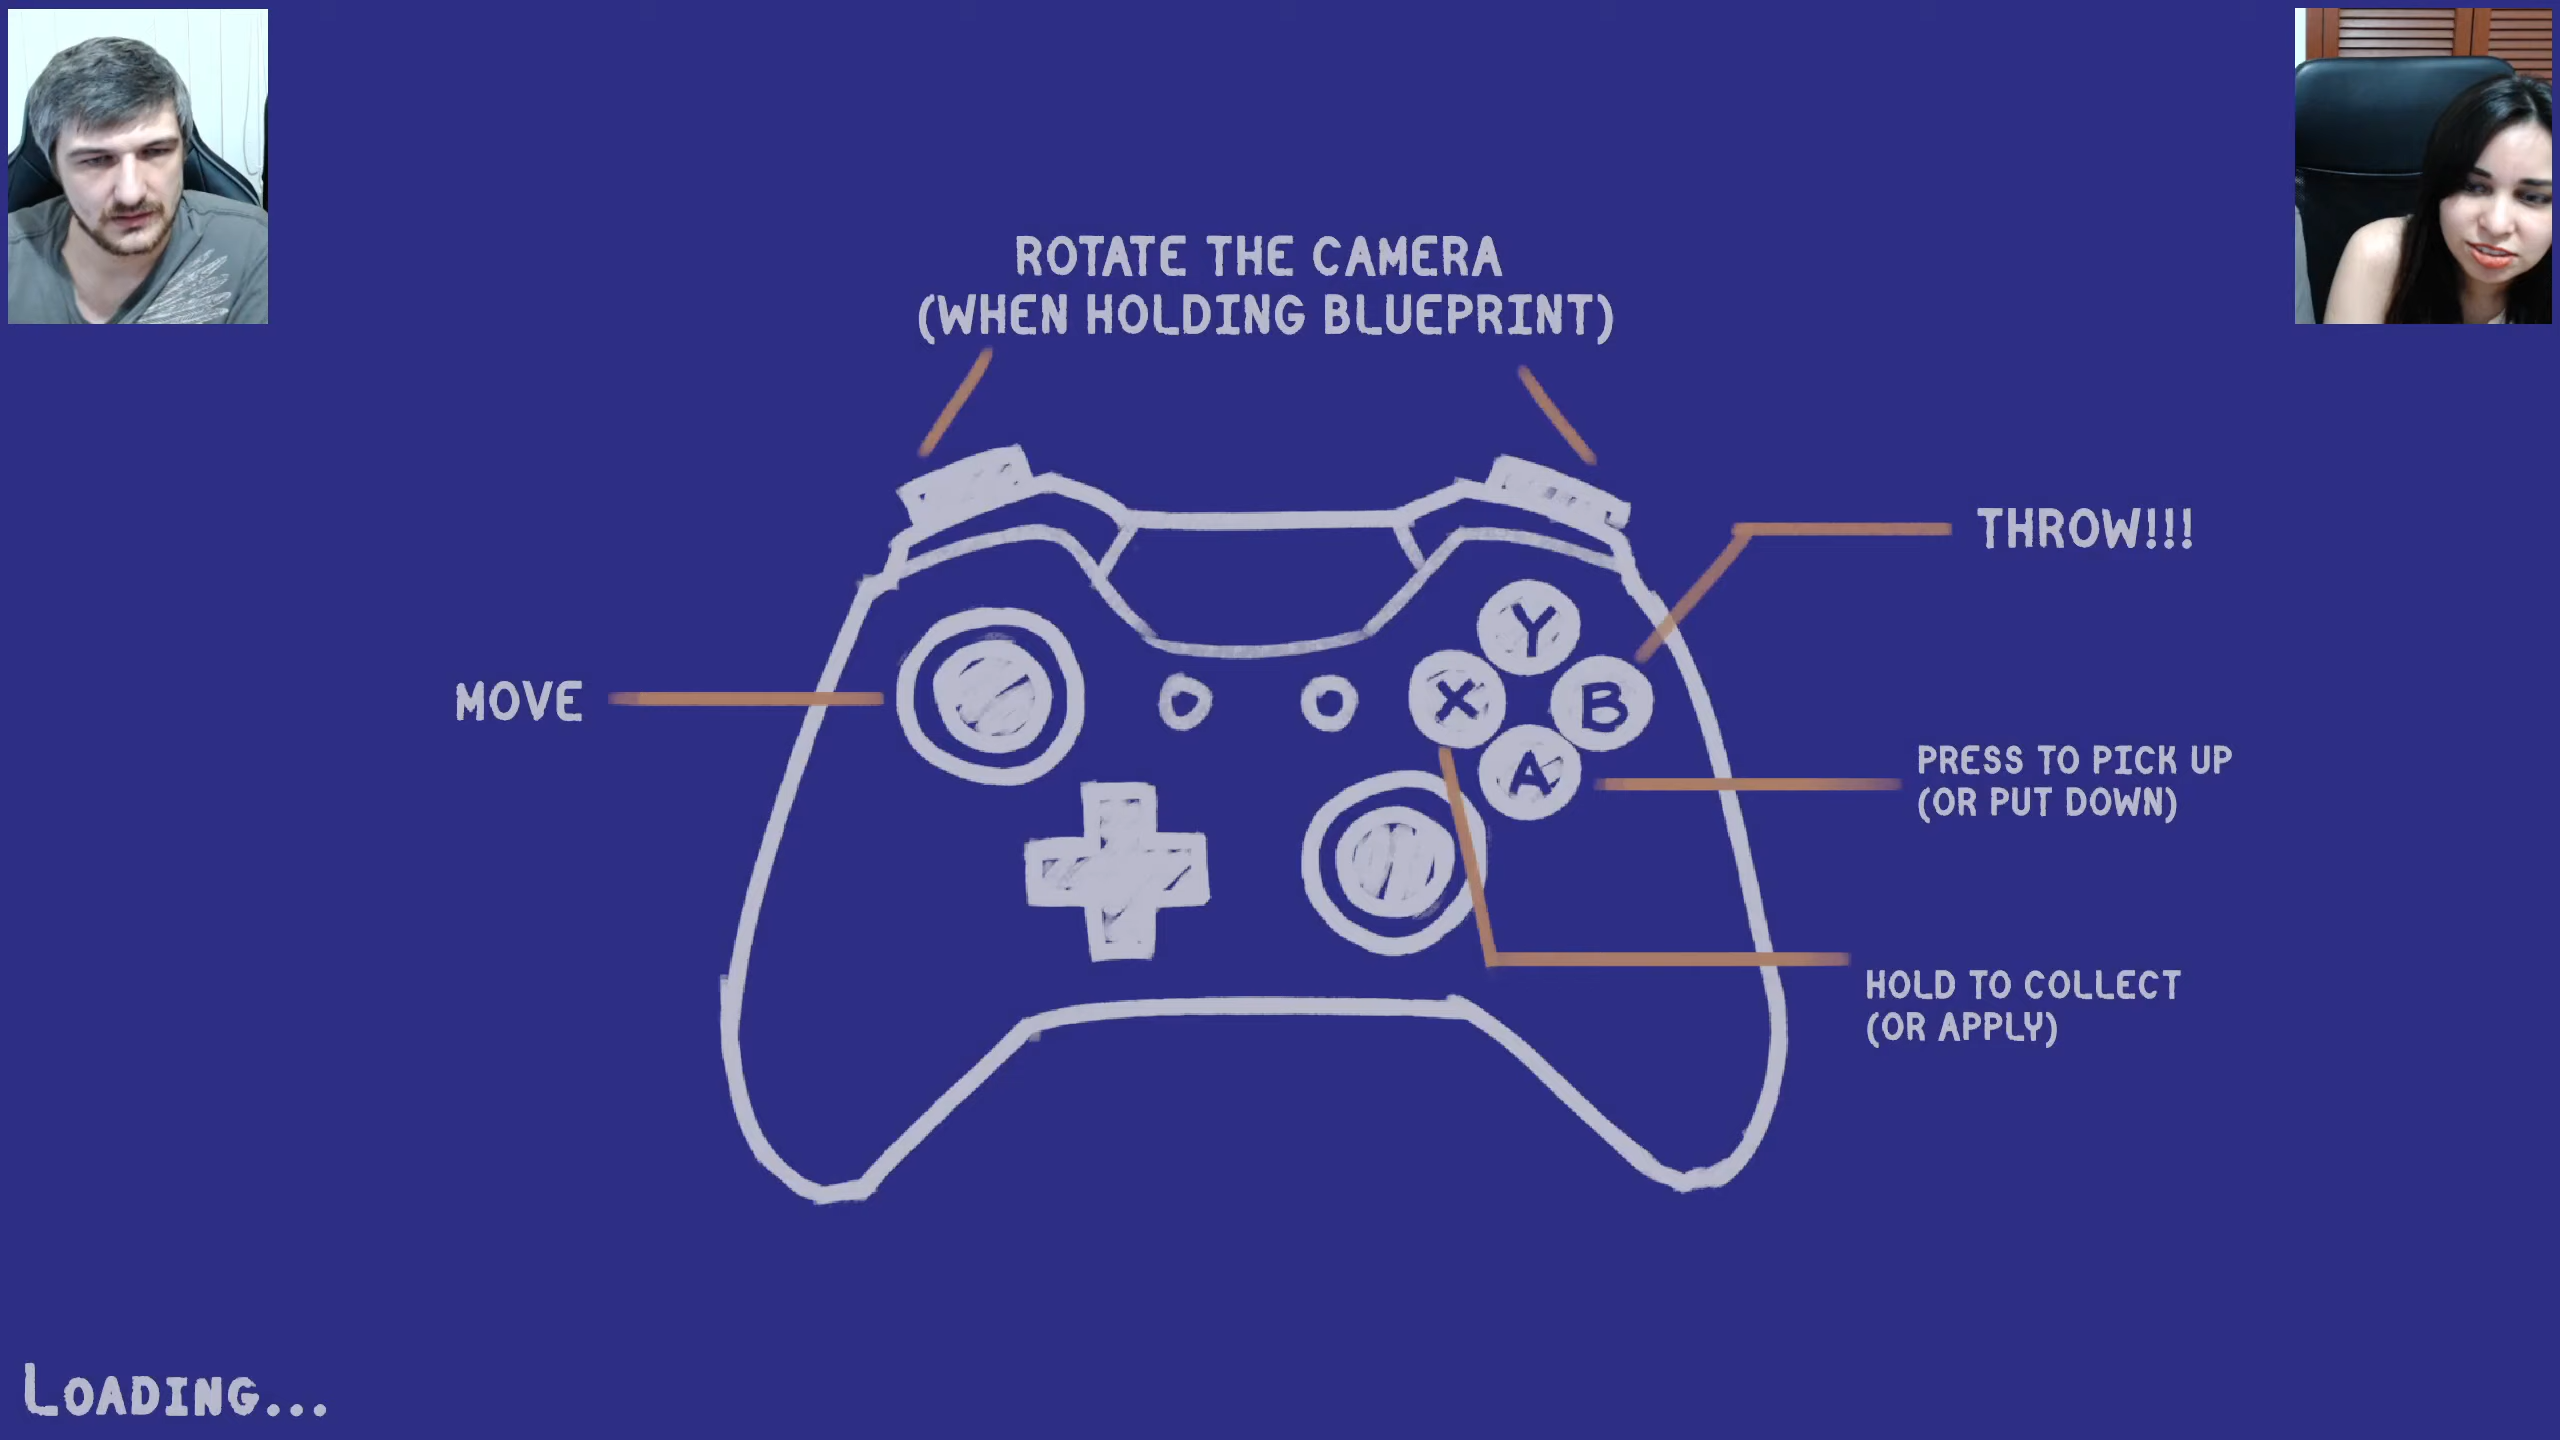 ROTATE THE CAMERA
(WHEN HOLDING BLUEPRINT)
THROW!!!
Y
X
B
MOVE
A
PRESS TO PICK UP
(OR PUT DOWN)
HOLD TO COLLECT
(OR APPLY)
LOADING...